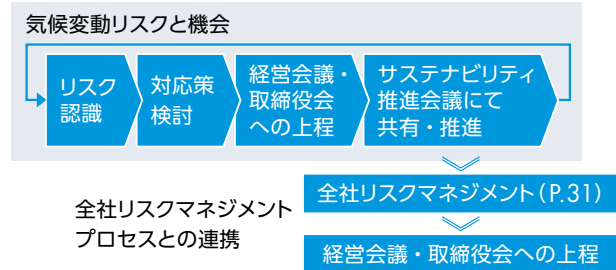 気候変動リスクと機会
リスク
認識
対応策
検討
経営会議・
取締役会
への上程
サステナビリティ
推進会議にて
共有・推進
全社リスクマネジメント（P.31）
全社リスクマネジメント
プロセスとの連携
経営会議・取締役会への上程